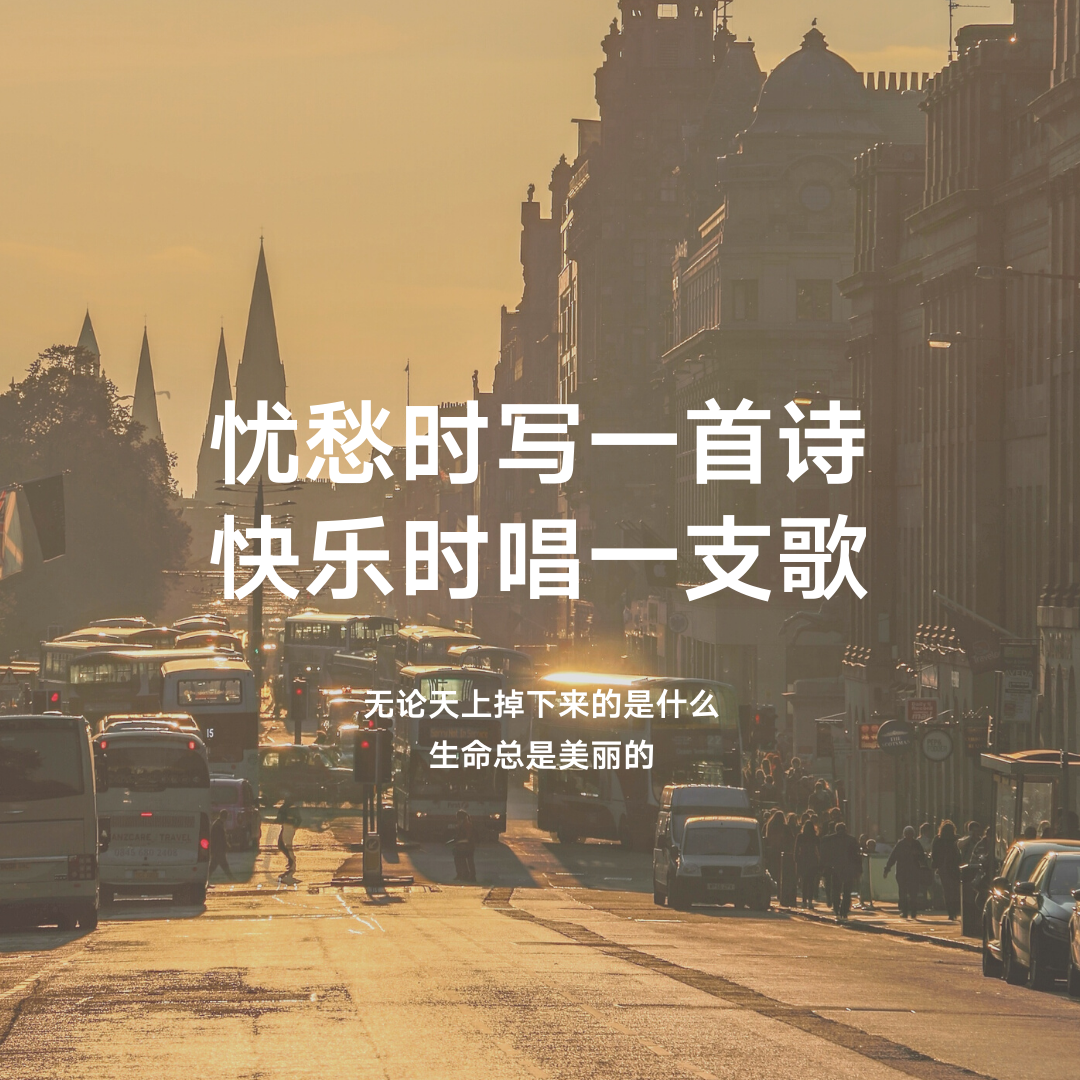 忧愁时写一首诗
快乐时唱一支歌
无论天上掉下来的是什么
生命总是美丽的
15